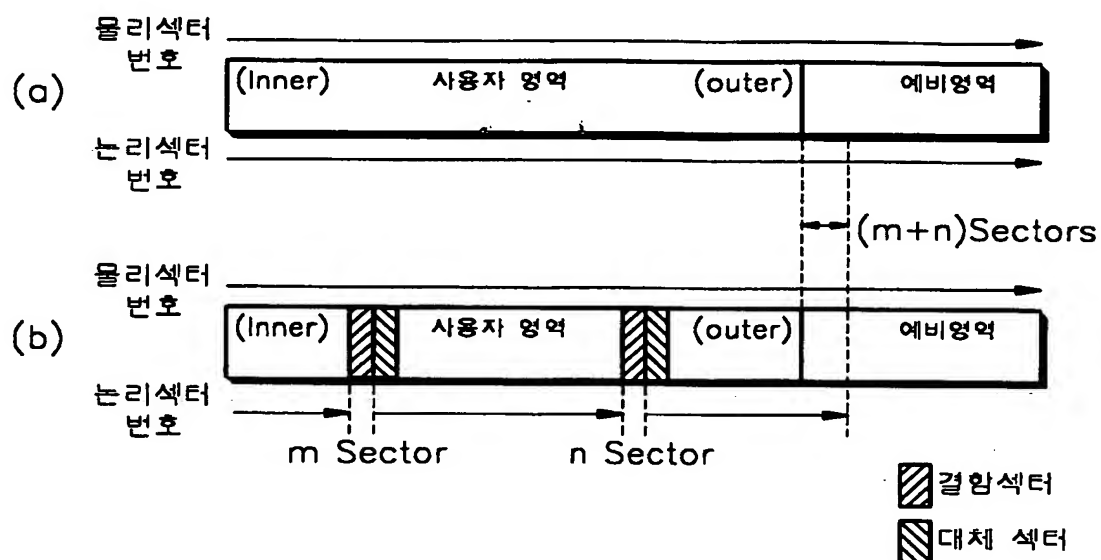 물리섹터
번호
(a)
(Inner) 사용자 영역 (outer) 예비영역
논리섹터
번호
(m+n)Sectors
물리섹터
번호
(b)
(Inner) 사용자 영역 (outer) 예비영역
논리섹터
번호
m Sector n Sector
결함섹터
대체 섹터